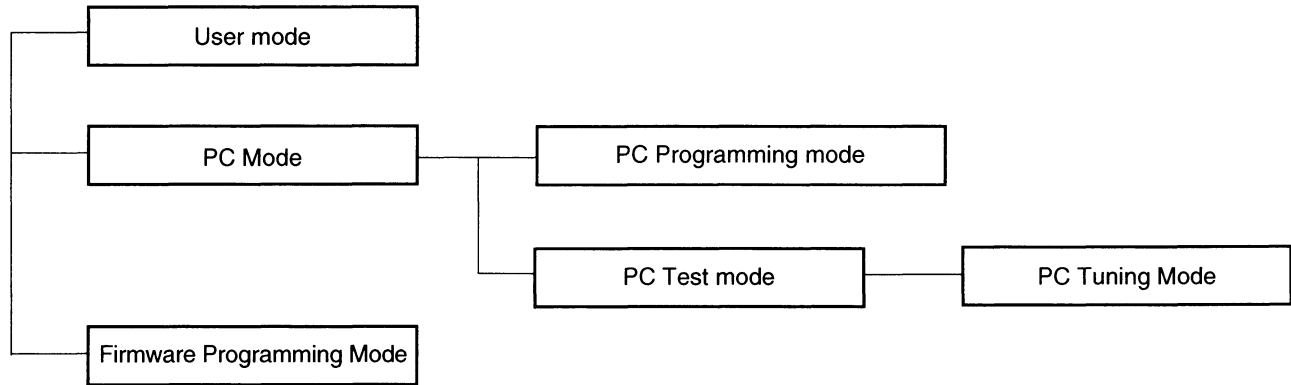 User mode
PC Mode
PC Programming mode
PC Test mode
PC Tuning Mode
Firmware Programming Mode